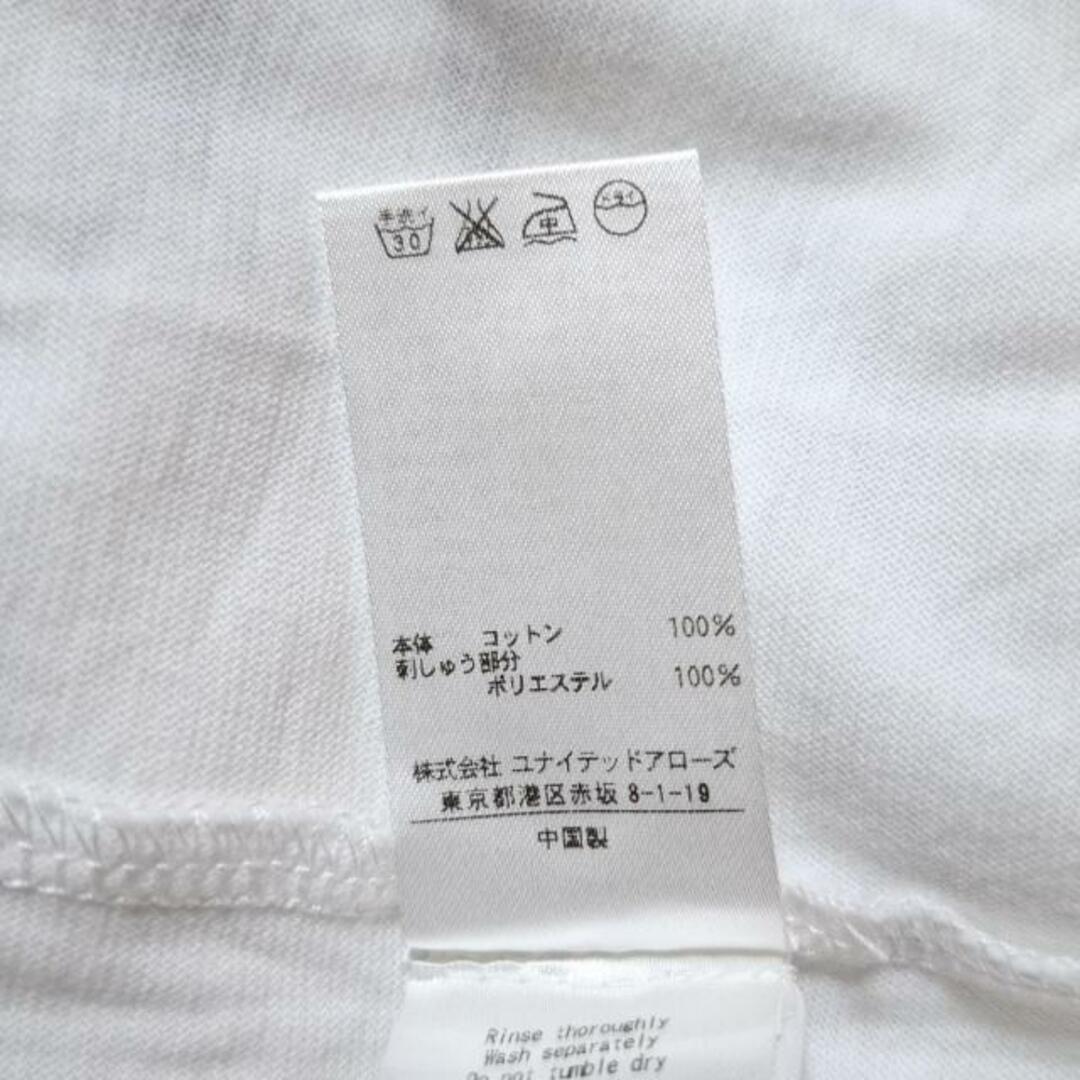 手洗イ
30
中
ドライ
本体 コットン 100%
刺しゅう部分
ポリエステル 100%
株式会社 ユナイテッドアローズ
東京都港区赤坂 8-1-19
中国製
Rinse thoroughly
Wash separately
Do not tumble dry